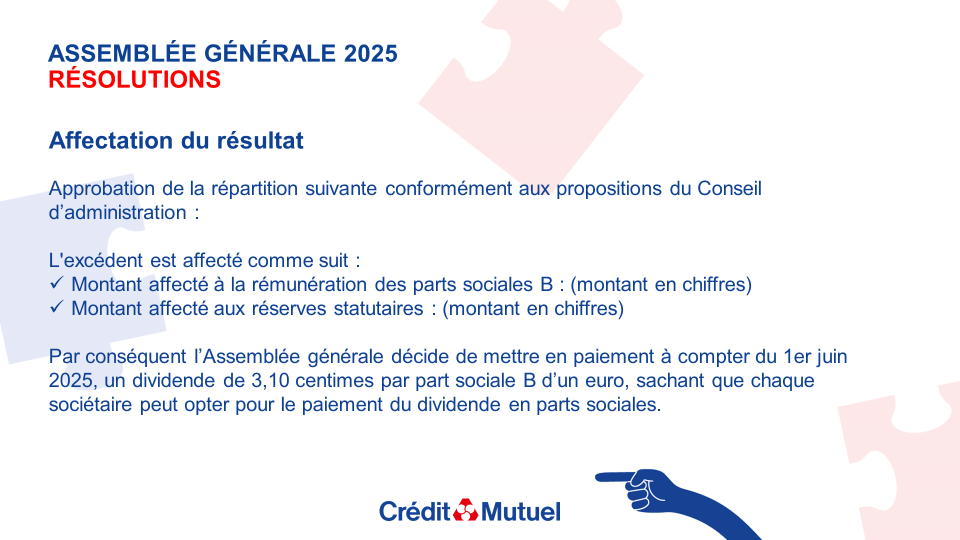 ASSEMBLÉE GÉNÉRALE 2025
RÉSOLUTIONS
Affectation du résultat
Approbation de la répartition suivante conformément aux propositions du Conseil
d’administration :
L'excédent est affecté comme suit :
✓ Montant affecté à la rémunération des parts sociales B : (montant en chiffres)
✓ Montant affecté aux réserves statutaires : (montant en chiffres)
Par conséquent l’Assemblée générale décide de mettre en paiement à compter du 1er juin
2025, un dividende de 3,10 centimes par part sociale B d’un euro, sachant que chaque
sociétaire peut opter pour le paiement du dividende en parts sociales.
Crédit Mutuel